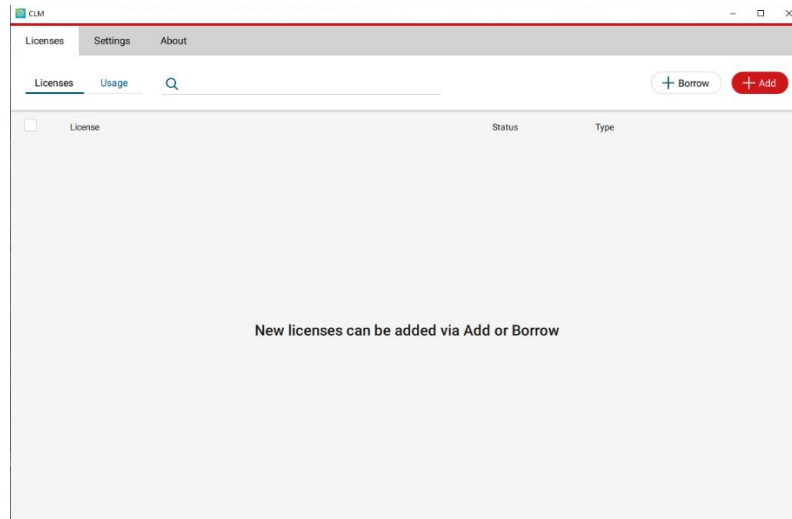 CLM
Licenses Settings About
Licenses Usage Borrow Add
License Status Type
New licenses can be added via Add or Borrow